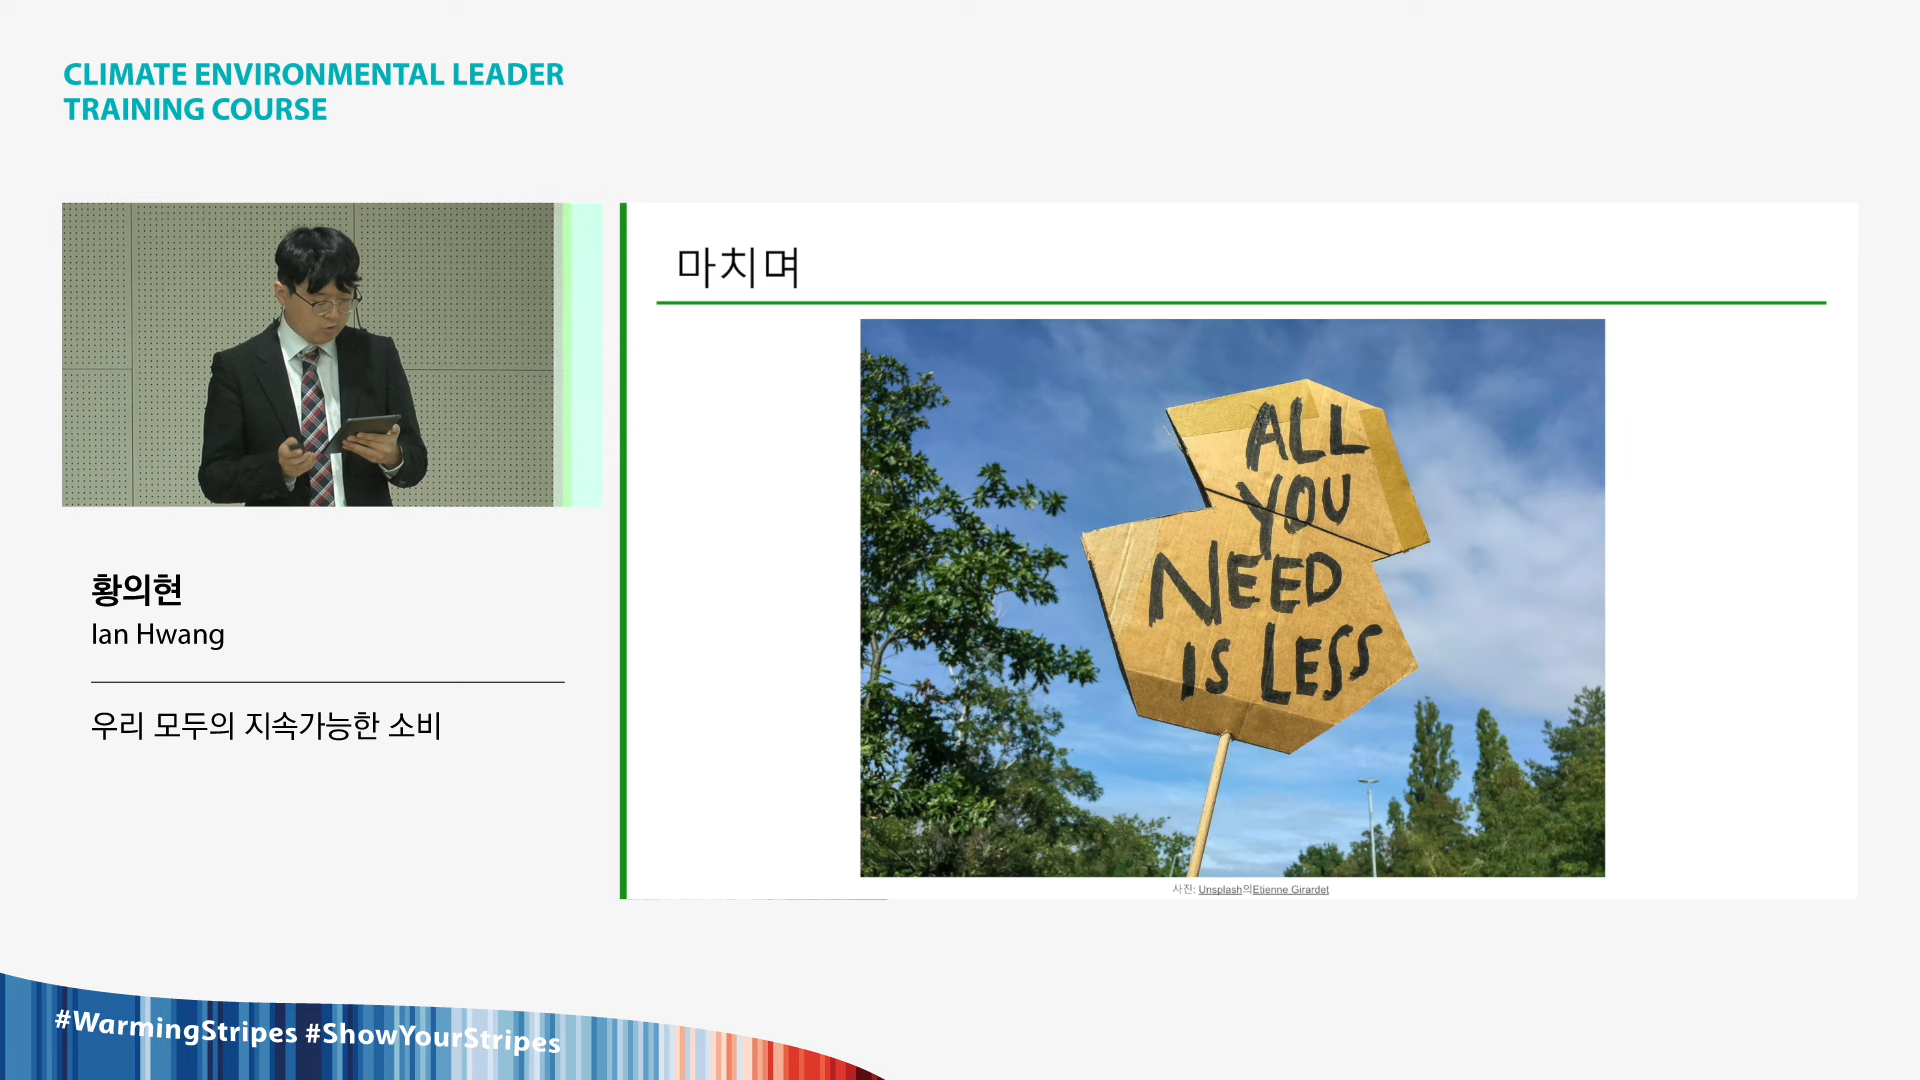 CLIMATE ENVIRONMENTAL LEADER
TRAINING COURSE
황의현
Ian Hwang
우리 모두의 지속가능한 소비
마치며
ALL
YOU
NEED
IS LESS
사진: Unsplash의Etienne Girardet
#WarmingStripes #ShowYourStripes